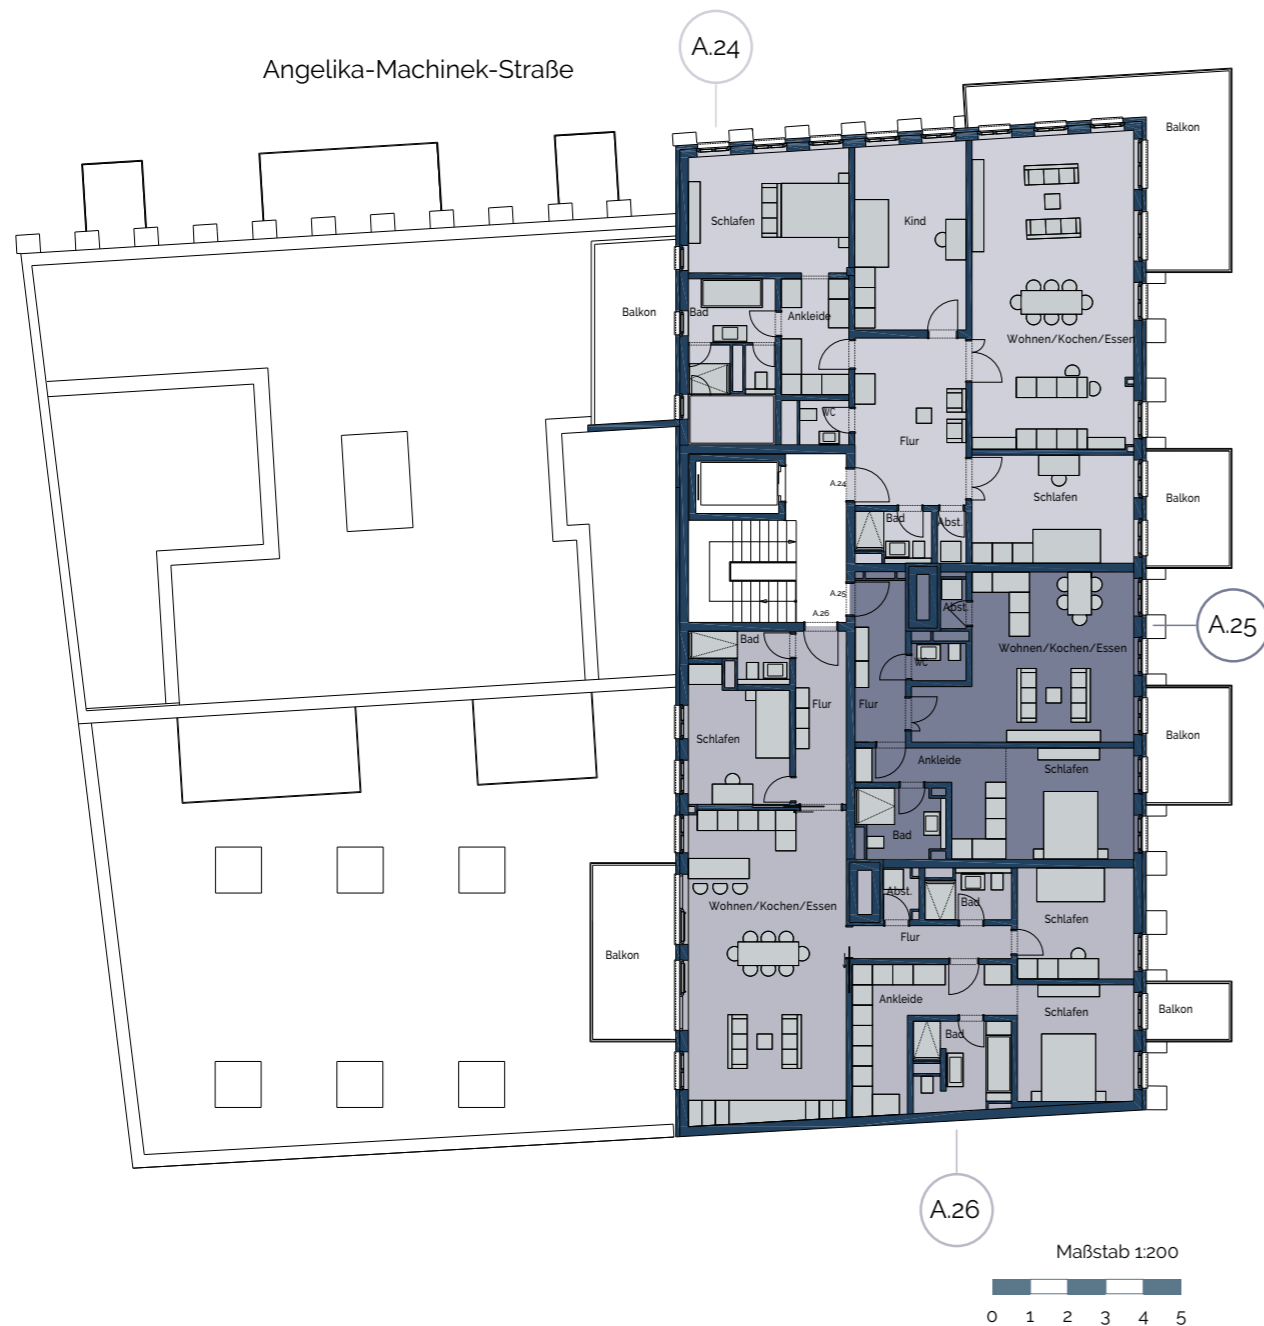 A.24
Angelika-Machinek-Straße
Balkon
Schlafen
Kind
Balkon
Bad
Ankleide
Wohnen/Kochen/Essen
WC
Flur
A.24
Schlafen
Balkon
Bad
Abst.
A.25
A.26
Abst.
A.25
Bad
Wohnen/Kochen/Essen
WC
Flur
Flur
Schlafen
Balkon
Ankleide
Schlafen
Bad
Abst.
Bad
Wohnen/Kochen/Essen
Schlafen
Flur
Balkon
Ankleide
Schlafen
Balkon
Bad
A.26
Maßstab 1:200
0 1 2 3 4 5